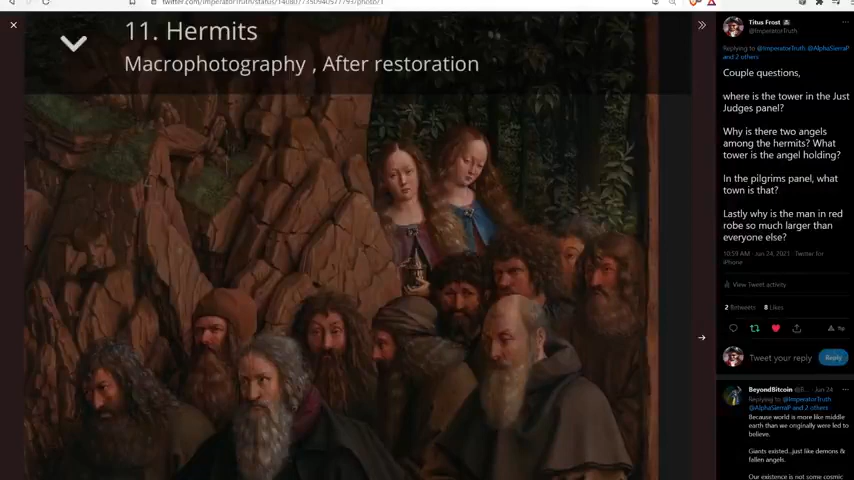 11. Hermits
Macrophotography , After restoration
Titus Frost
@ImperatorTruth
Replying to @ImperatorTruth @AlphaSierraP
and 2 others
Couple questions,
where is the tower in the Just
Judges panel?
Why is there two angels
among the hermits? What
tower is the angel holding?
In the pilgrims panel, what
town is that?
Lastly why is the man in red
robe so much larger than
everyone else?
10:59 AM · Jun 24, 2021 · Twitter for
iPhone
View Tweet activity
2 Retweets 8 Likes
Tip
Tweet your reply
Reply
BeyondBitcoin · Jun 24
Replying to @ImperatorTruth
@AlphaSierraP and 2 others
Because world is more like middle
earth than we originally were led to
believe.
Giants existed...just like demons &
fallen angels.
Our existence is not some cosmic